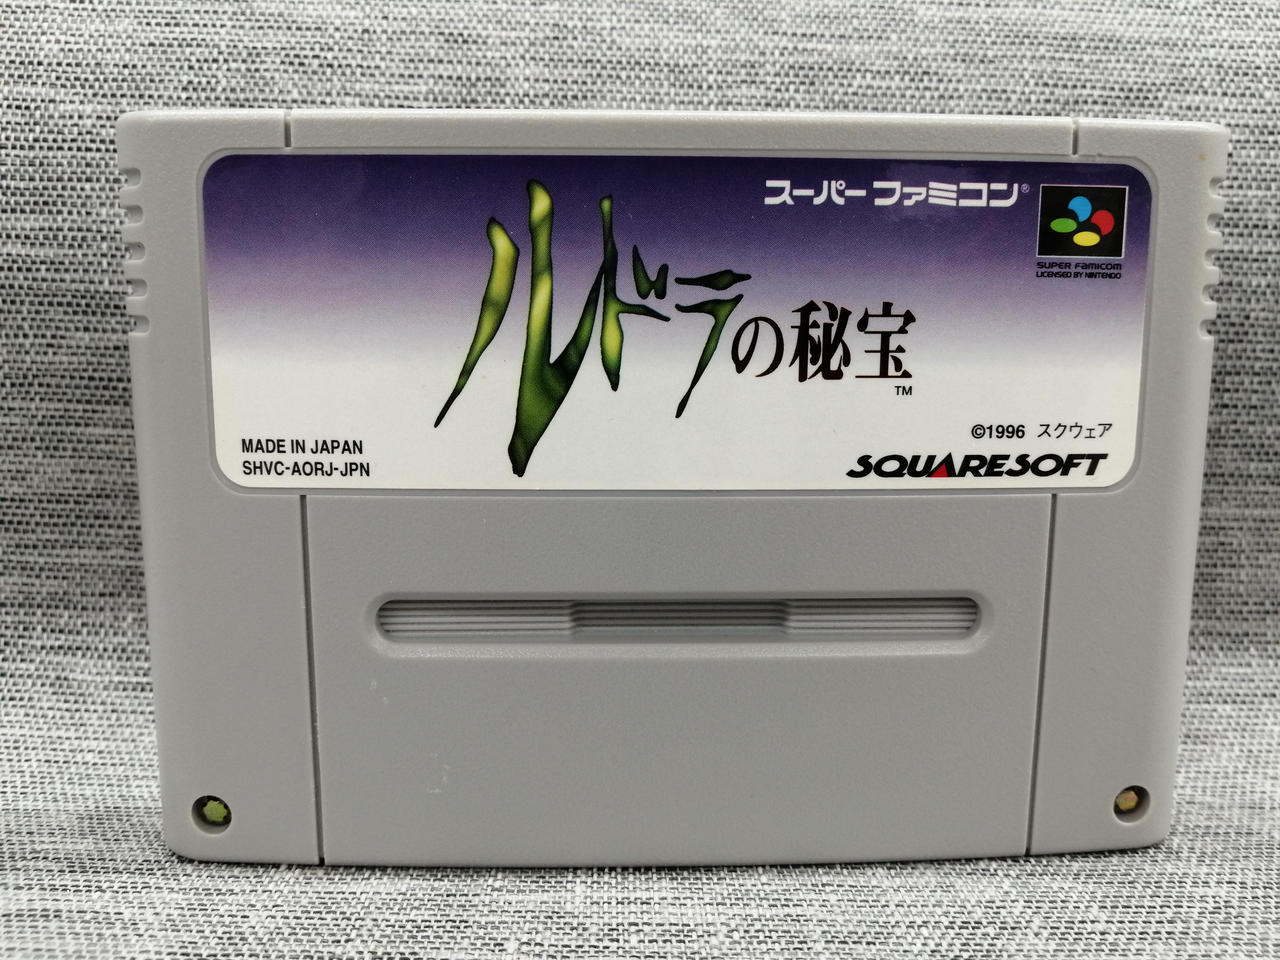 スーパーファミコン®
SUPER FAMICOM
LICENSED BY NINTENDO
ルドラの秘宝
TM
MADE IN JAPAN
SHVC-AORJ-JPN
©1996 スクウェア
SQUARESOFT